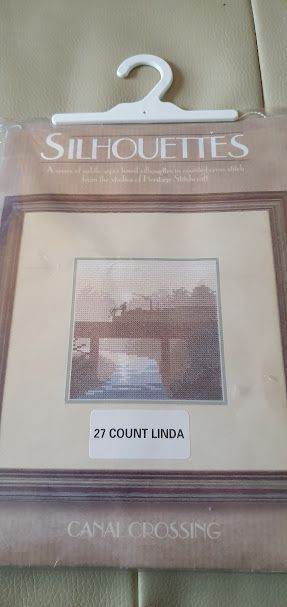 SILHOUETTES
A series of subtle sepia toned silhouettes in counted cross stitch
from the studios of Heritage Stitchcraft
27 COUNT LINDA
CANAL CROSSING